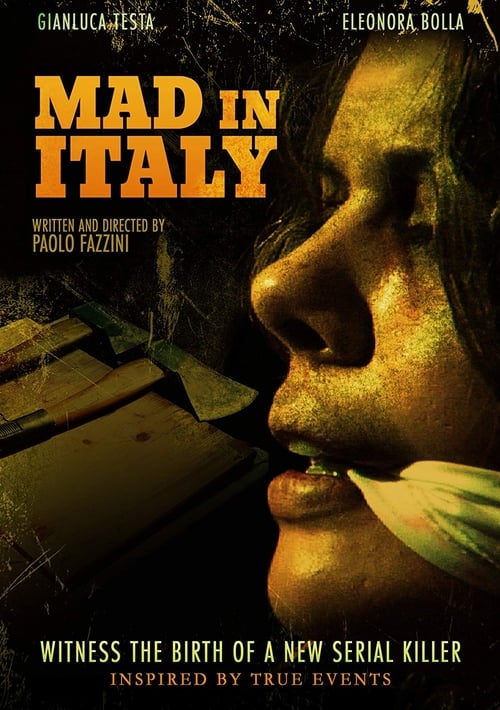 GIANLUCA TESTA ELEONORA BOLLA
MAD IN
ITALY
WRITTEN AND DIRECTED BY
PAOLO FAZZINI
WITNESS THE BIRTH OF A NEW SERIAL KILLER
INSPIRED BY TRUE EVENTS